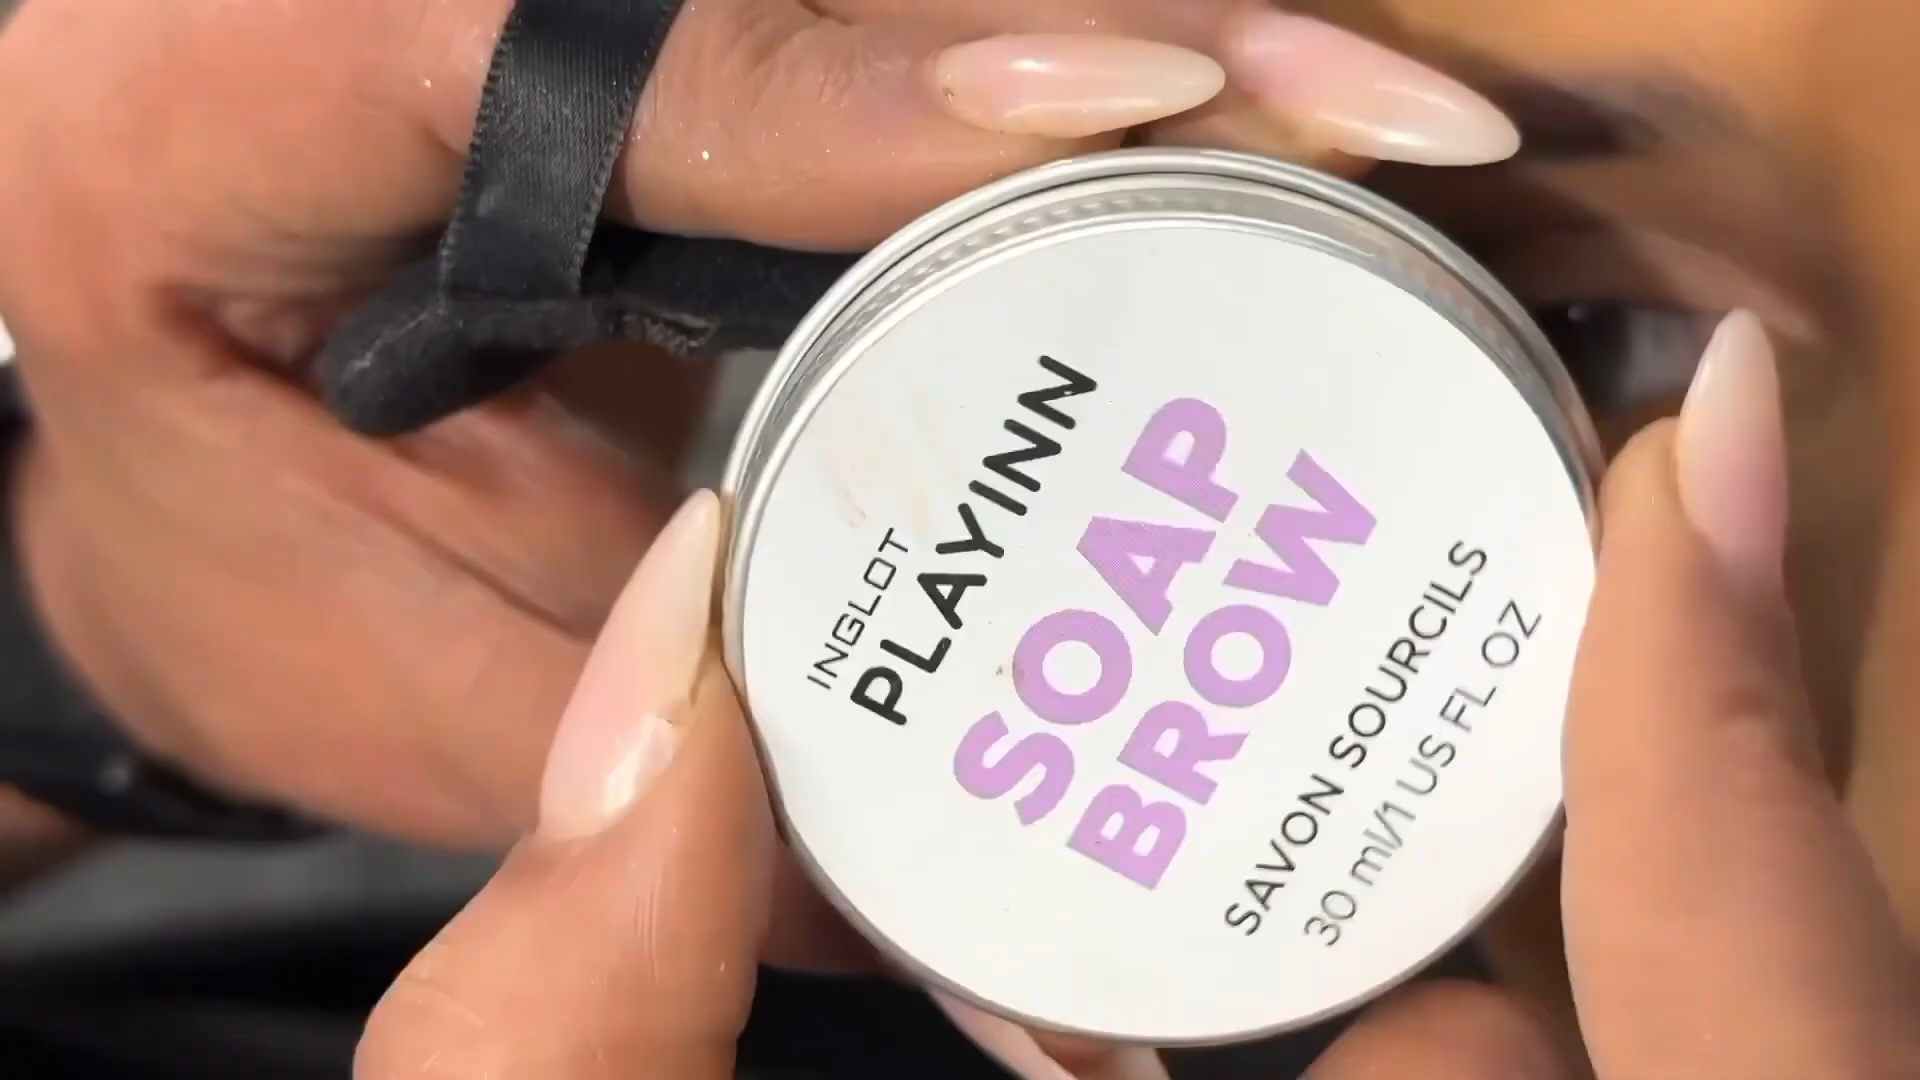 INGLOT
PLAYINN
SOAP
BROW
SAVON SOURCILS
30 ml/1 US FL OZ